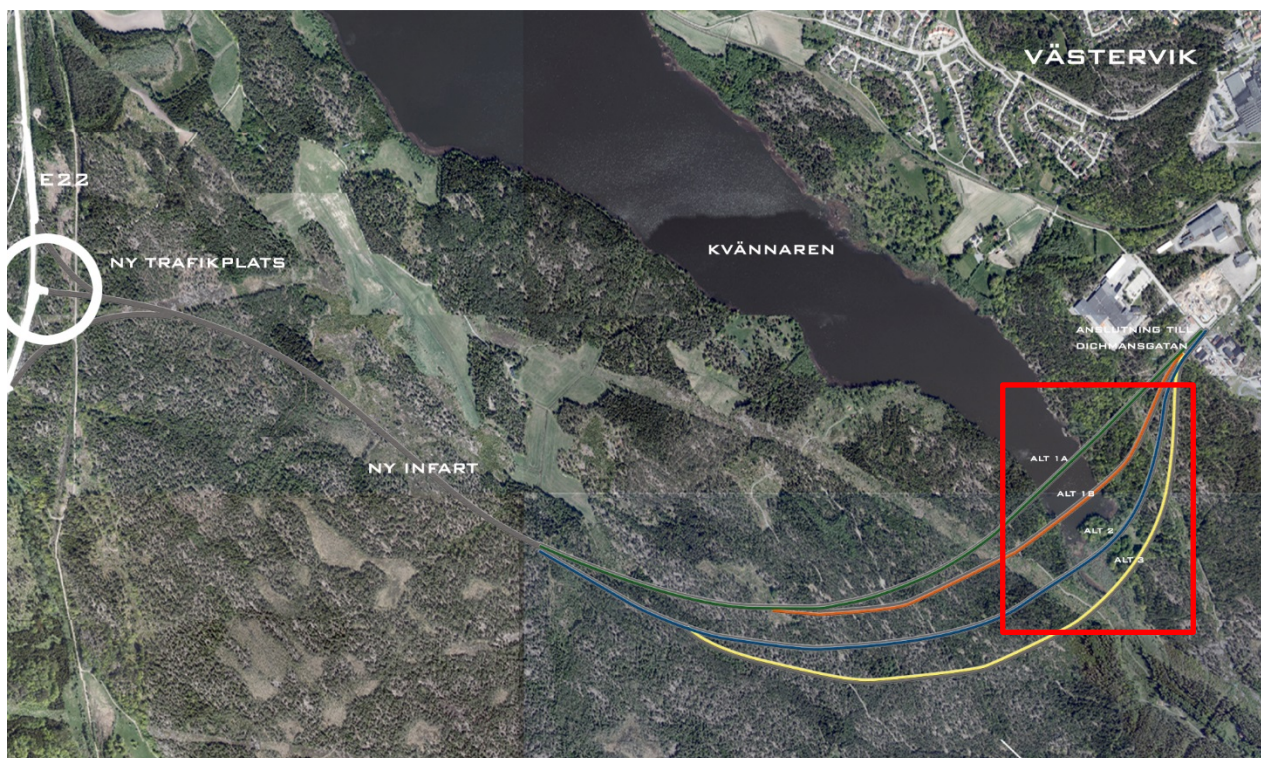 VÄSTERVIK
E22
KVÄNNAREN
NY TRAFIKPLATS
ANSLUTNING TILL
DICHMANSGATAN
ALT 1A
NY INFART
ALT 1B
ALT 2
ALT 3